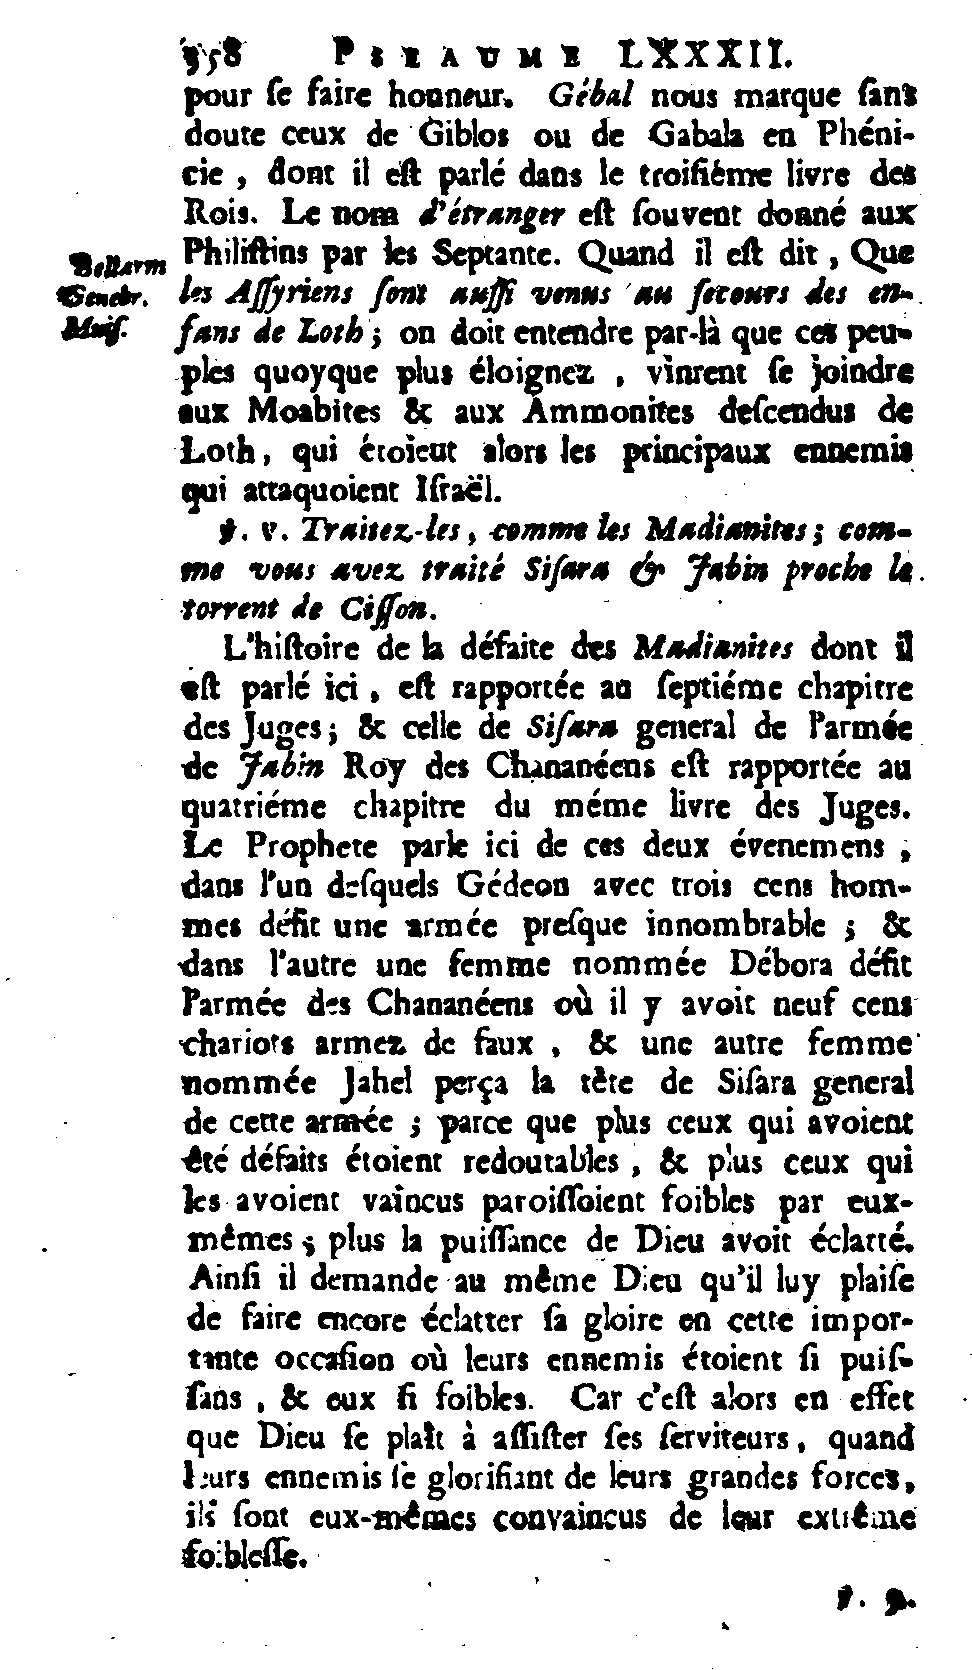 358 PSEAUME LXXXII.
pour ſe faire honneur. Gébal nous marque ſans
doute ceux de Giblos ou de Gabala en Phéni-
cie, dont il eſt parlé dans le troiſiéme livre des
Rois. Le nom d'étranger eſt ſouvent donné aux
Philiſtins par les Septante. Quand il eſt dit, Que
Bellarm
Genebr.
Muiſ.
les Aſſyriens ſont auſſi venus au ſecours des en-
fans de Loth; on doit entendre par-là que ces peu-
ples quoyque plus éloignez, vinrent ſe joindre
aux Moabites & aux Ammonites deſcendus de
Loth, qui étoient alors les principaux ennemis
qui attaquoient Iſraël.
℣. v. Traitez-les, comme les Madianites; com-
me vous avez traité Siſara & Jabin proche le
torrent de Ciſſon.
L'hiſtoire de la défaite des Madianites dont il
eſt parlé ici, eſt rapportée au ſeptiéme chapitre
des Juges; & celle de Siſara general de l'armée
de Jabin Roy des Chananéens eſt rapportée au
quatriéme chapitre du méme livre des Juges.
Le Prophete parle ici de ces deux évenemens,
dans l'un deſquels Gédeon avec trois cens hom-
mes défit une armée preſque innombrable; &
dans l'autre une femme nommée Débora défit
l'armée des Chananéens où il y avoit neuf cens
chariots armez de faux, & une autre femme
nommée Jahel perça la tête de Siſara general
de cette armée; parce que plus ceux qui avoient
été défaits étoient redoutables, & plus ceux qui
les avoient vaincus paroiſſoient foibles par eux-
mêmes; plus la puiſſance de Dieu avoit éclatté.
Ainſi il demande au même Dieu qu'il luy plaiſe
de faire encore éclatter ſa gloire en cette impor-
tante occaſion où leurs ennemis étoient ſi puiſ-
ſans, & eux ſi foibles. Car c'eſt alors en effet
que Dieu ſe plaît à aſſiſter ſes ſerviteurs, quand
leurs ennemis ſe glorifiant de leurs grandes forces,
ils ſont eux-mêmes convaincus de leur extrême
foibleſſe.
℣. 9.